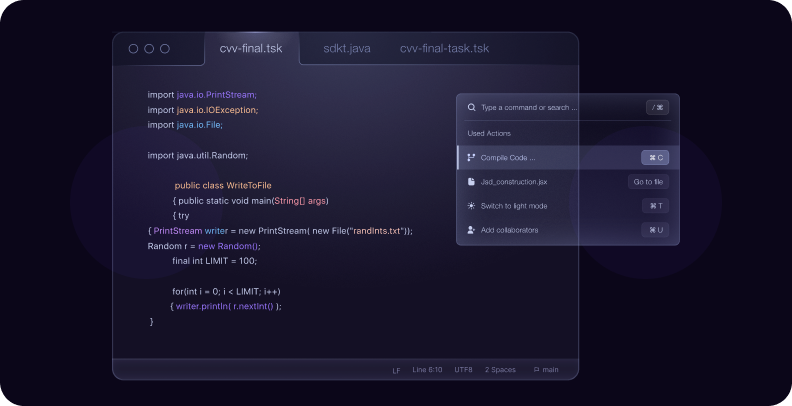 cvv-final.tsk sdkt.java cvv-final-task.tsk
import java.io.PrintStream;
import java.io.IOException;
import java.io.File;
import java.util.Random;
public class WriteToFile
{ public static void main(String[] args)
{ try
{ PrintStream writer = new PrintStream( new File("randInts.txt"));
Random r = new Random();
final int LIMIT = 100;
for(int i = 0; i < LIMIT; i++)
{ writer.println( r.nextInt() );
}
Type a command or search ... / ⌘
Used Actions
Compile Code ... ⌘ C
Jsd_construction.jsx Go to file
Switch to light mode ⌘ T
Add collaborators ⌘ U
LF Line 6:10 UTF8 2 Spaces main